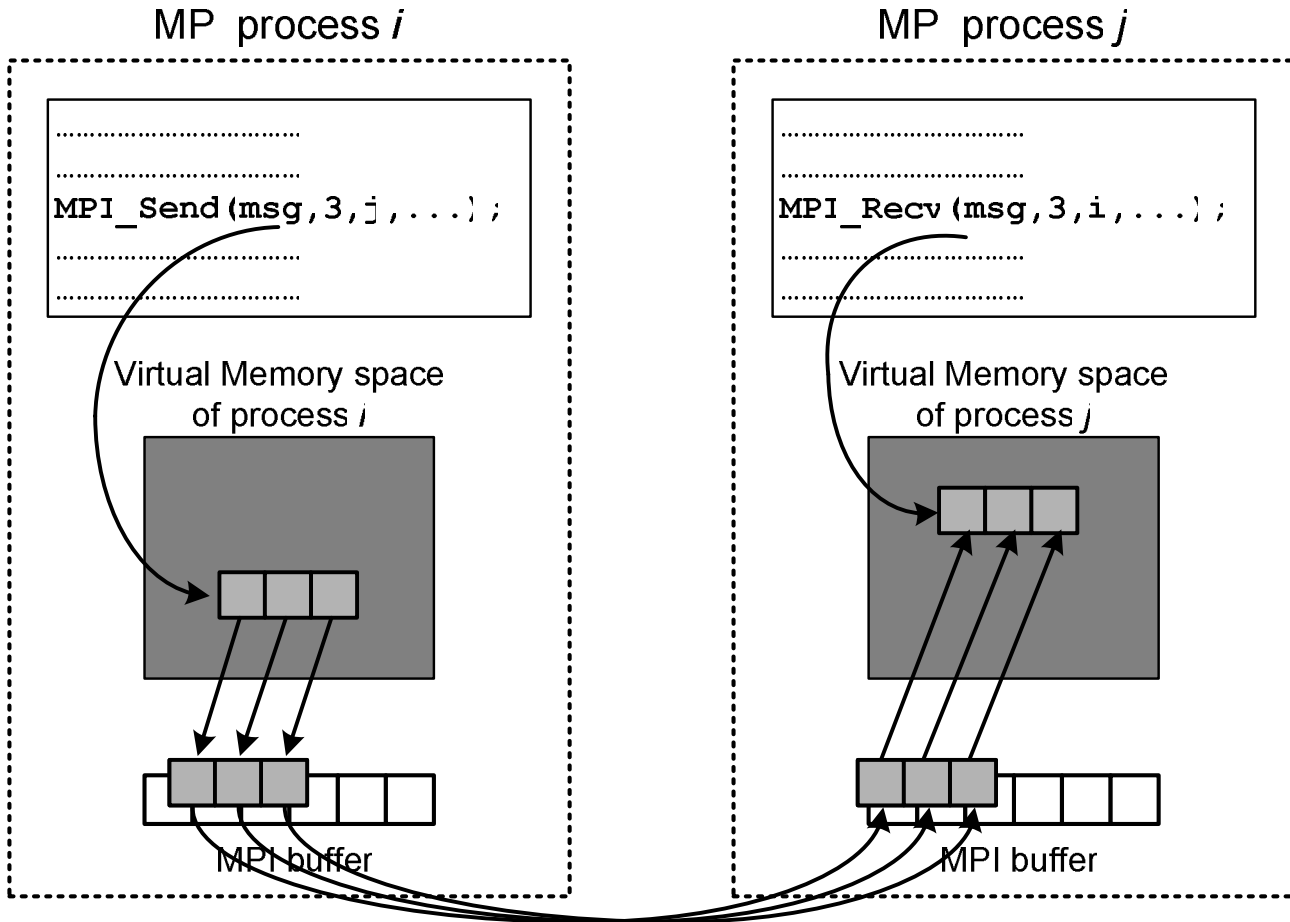 MP process i
MP process j
....................................
....................................
MPI_Send(msg,3,j,...);
....................................
....................................
....................................
....................................
MPI_Recv(msg,3,i,...);
....................................
....................................
Virtual Memory space
of process i
Virtual Memory space
of process j
MPI buffer
MPI buffer